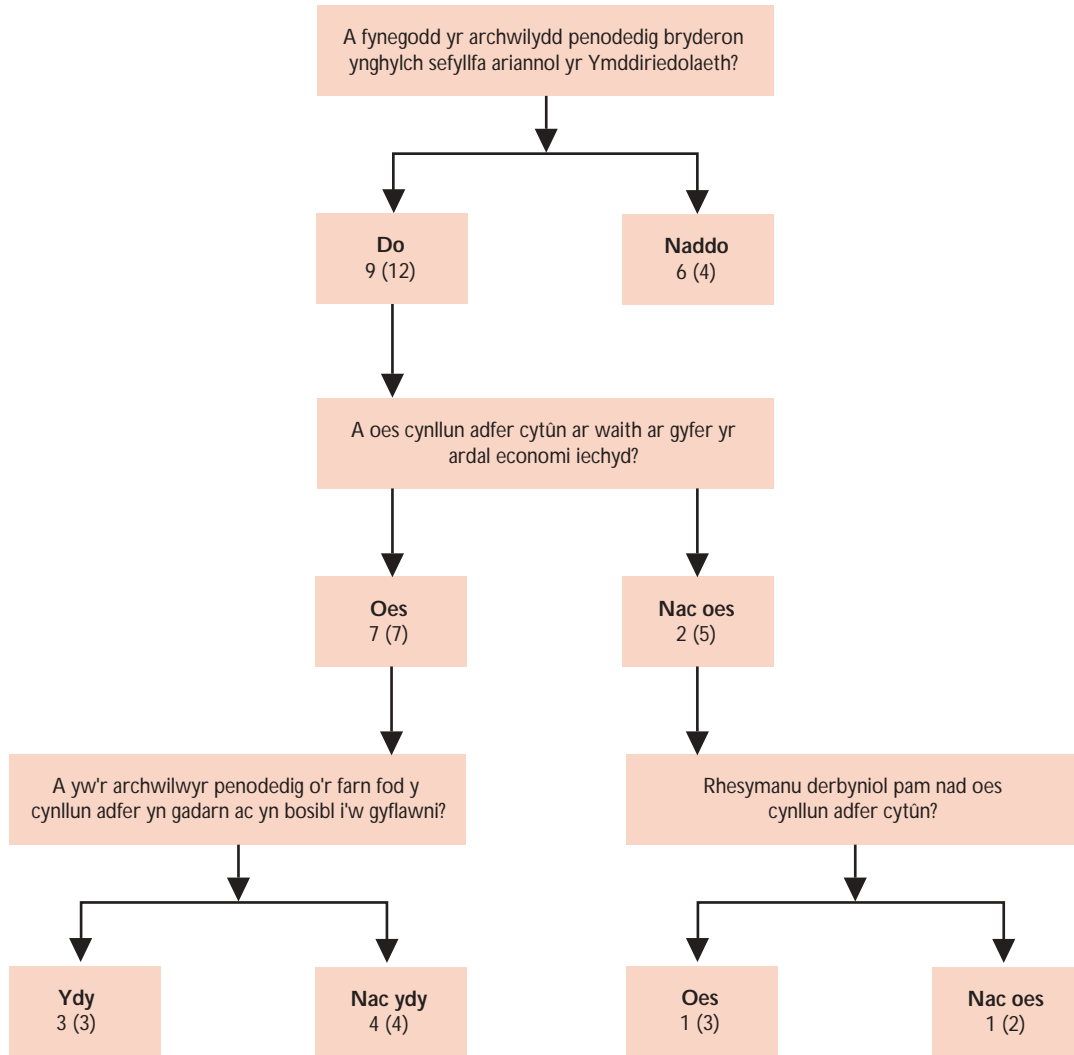 A fynegodd yr archwilydd penodedig bryderon
ynghylch sefyllfa ariannol yr Ymddiriedolaeth?
Do
9 (12)
Naddo
6 (4)
A oes cynllun adfer cytûn ar waith ar gyfer yr
ardal economi iechyd?
Oes
7 (7)
Nac oes
2 (5)
A yw'r archwilwyr penodedig o'r farn fod y
cynllun adfer yn gadarn ac yn bosibl i'w gyflawni?
Rhesymanu derbyniol pam nad oes
cynllun adfer cytûn?
Ydy
3 (3)
Nac ydy
4 (4)
Oes
1 (3)
Nac oes
1 (2)